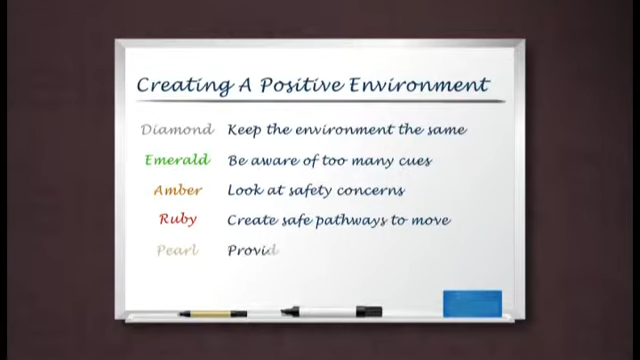 Creating A Positive Environment
Diamond Keep the environment the same
Emerald Be aware of too many cues
Amber Look at safety concerns
Ruby Create safe pathways to move
Pearl Provid